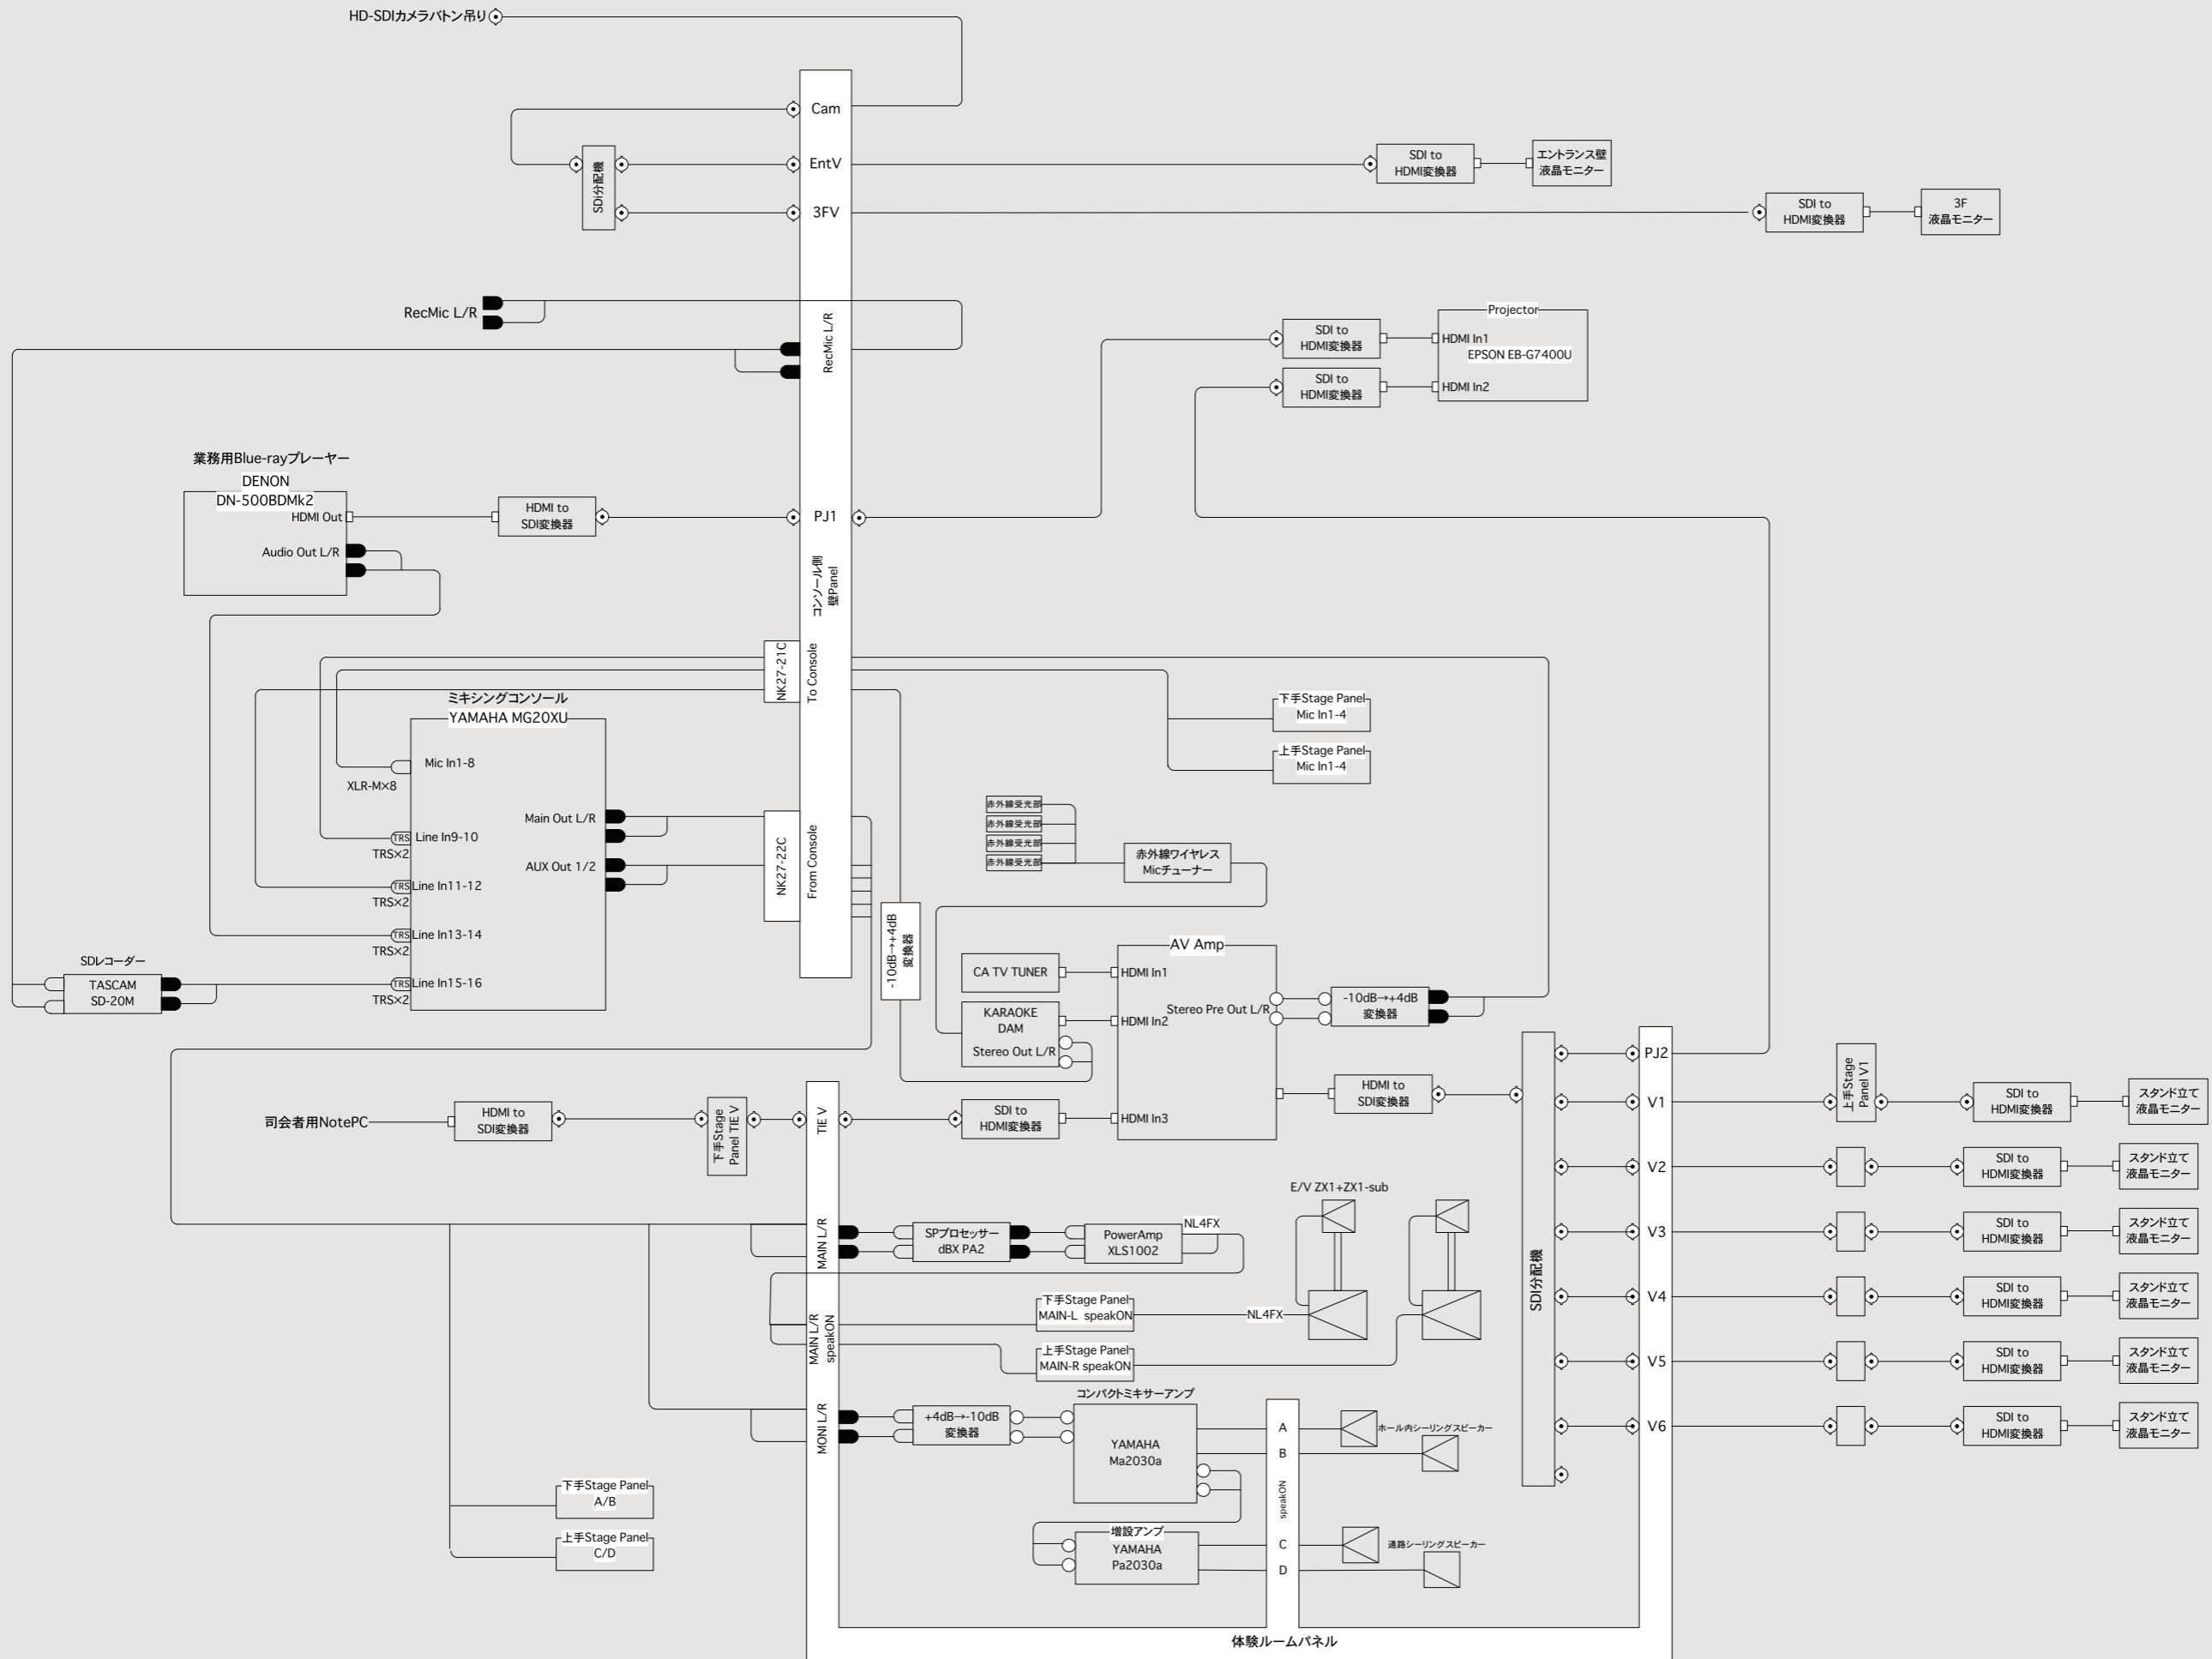 HD-SDIカメラバトン吊り
Cam
EntV
3FV
SDi分配機
SDI to
HDMI変換器
エントランス壁
液晶モニター
SDI to
HDMI変換器
3F
液晶モニター
RecMic L/R
RecMic L/R
SDI to
HDMI変換器
SDI to
HDMI変換器
Projector
HDMI In1
EPSON EB-G7400U
HDMI In2
業務用Blue-rayプレーヤー
DENON
DN-500BDMk2
HDMI Out
Audio Out L/R
HDMI to
SDI変換器
PJ1
コンソール側
壁Panel
NK27-21C
To Console
ミキシングコンソール
YAMAHA MG20XU
Mic In1-8
XLR-M×8
Main Out L/R
TRS
Line In9-10
TRS×2
AUX Out 1/2
TRS
Line In11-12
TRS×2
TRS
Line In13-14
TRS×2
TRS
Line In15-16
TRS×2
SDレコーダー
TASCAM
SD-20M
NK27-22C
From Console
-10dB→+4dB
変換器
下手Stage Panel
Mic In1-4
上手Stage Panel
Mic In1-4
赤外線受光部
赤外線受光部
赤外線受光部
赤外線受光部
赤外線ワイヤレス
Micチューナー
AV Amp
CA TV TUNER
HDMI In1
KARAOKE
DAM
Stereo Out L/R
HDMI In2
Stereo Pre Out L/R
-10dB→+4dB
変換器
HDMI In3
HDMI to
SDI変換器
SDI to
HDMI変換器
司会者用NotePC
HDMI to
SDI変換器
下手Stage
Panel TIE V
TIE V
MAIN L/R
SPプロセッサー
dBX PA2
PowerAmp
XLS1002
NL4FX
E/V ZX1+ZX1-sub
MAIN L/R
speakON
下手Stage Panel
MAIN-L speakON
NL4FX
上手Stage Panel
MAIN-R speakON
MONI L/R
+4dB→-10dB
変換器
コンパクトミキサーアンプ
YAMAHA
Ma2030a
A
B
speakON
C
D
ホール内シーリングスピーカー
増設アンプ
YAMAHA
Pa2030a
通路シーリングスピーカー
下手Stage Panel
A/B
上手Stage Panel
C/D
SDI分配機
PJ2
V1
V2
V3
V4
V5
V6
上手Stage
Panel V1
SDI to
HDMI変換器
スタンド立て
液晶モニター
SDI to
HDMI変換器
スタンド立て
液晶モニター
SDI to
HDMI変換器
スタンド立て
液晶モニター
SDI to
HDMI変換器
スタンド立て
液晶モニター
SDI to
HDMI変換器
スタンド立て
液晶モニター
SDI to
HDMI変換器
スタンド立て
液晶モニター
体験ルームパネル